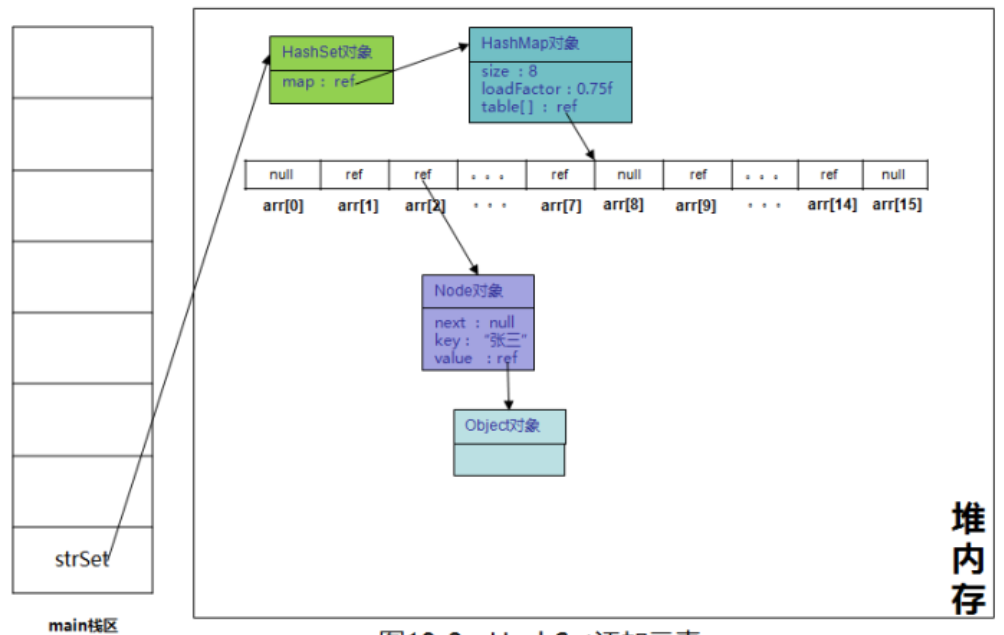 HashSet对象
map : ref
HashMap对象
size : 8
loadFactor : 0.75f
table[] : ref
null ref ref 。。。 ref null ref 。。。 ref null
arr[0] arr[1] arr[2] 。。。 arr[7] arr[8] arr[9] 。。。 arr[14] arr[15]
Node对象
next : null
key : "张三"
value : ref
Object对象
strSet
main栈区
堆
内
存